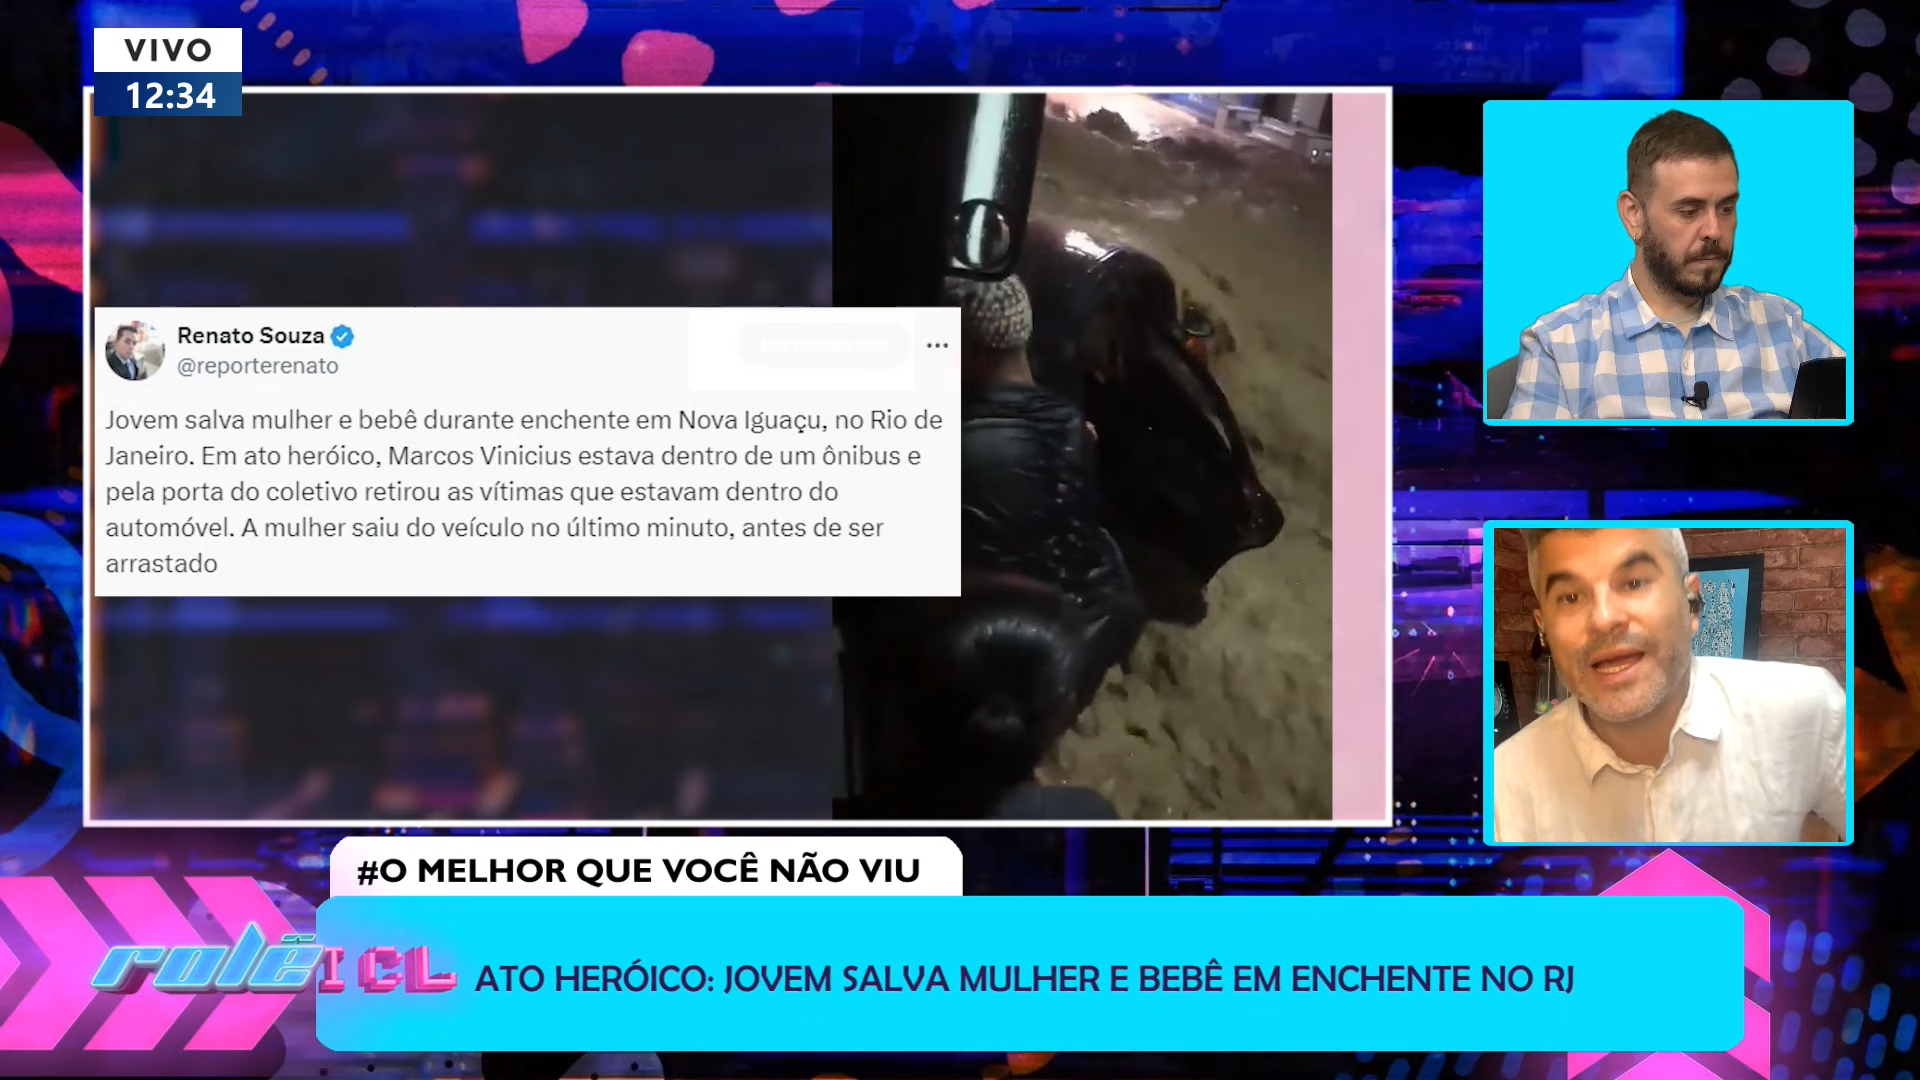 VIVO
12:34
Renato Souza
@reporterenato
Jovem salva mulher e bebê durante enchente em Nova Iguaçu, no Rio de
Janeiro. Em ato heróico, Marcos Vinicius estava dentro de um ônibus e
pela porta do coletivo retirou as vítimas que estavam dentro do
automóvel. A mulher saiu do veículo no último minuto, antes de ser
arrastado
#O MELHOR QUE VOCÊ NÃO VIU
rolê ICL
ATO HERÓICO: JOVEM SALVA MULHER E BEBÊ EM ENCHENTE NO RJ